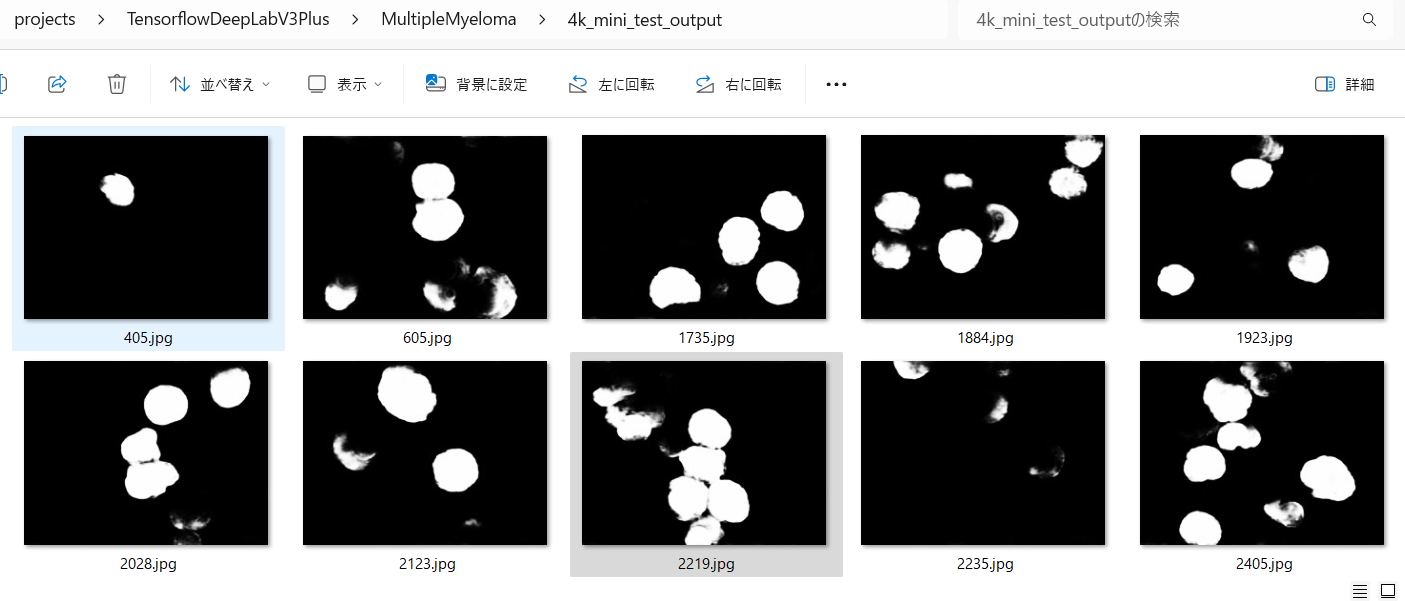 projects > TensorflowDeepLabV3Plus > MultipleMyeloma > 4k_mini_test_output
4k_mini_test_outputの検索
並べ替え 表示 背景に設定 左に回転 右に回転 ... 詳細
405.jpg 605.jpg 1735.jpg 1884.jpg 1923.jpg
2028.jpg 2123.jpg 2219.jpg 2235.jpg 2405.jpg